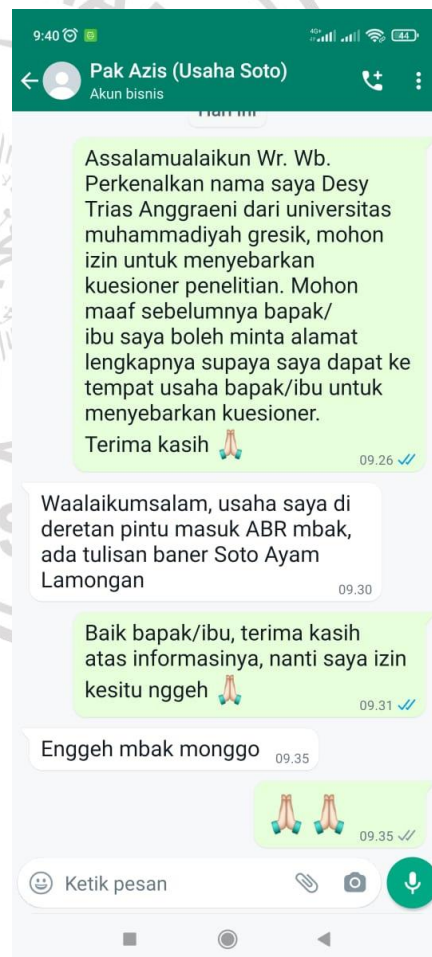 9:40
44
Pak Azis (Usaha Soto)
Akun bisnis
Hari ini
Assalamualaikun Wr. Wb.
Perkenalkan nama saya Desy
Trias Anggraeni dari universitas
muhammadiyah gresik, mohon
izin untuk menyebarkan
kuesioner penelitian. Mohon
maaf sebelumnya bapak/
ibu saya boleh minta alamat
lengkapnya supaya saya dapat ke
tempat usaha bapak/ibu untuk
menyebarkan kuesioner.
Terima kasih 🙏🏻
09.26
Waalaikumsalam, usaha saya di
deretan pintu masuk ABR mbak,
ada tulisan baner Soto Ayam
Lamongan
09.30
Baik bapak/ibu, terima kasih
atas informasinya, nanti saya izin
kesitu nggeh 🙏🏻
09.31
Enggeh mbak monggo 09.35
🙏🏻 🙏🏻
09.35
Ketik pesan